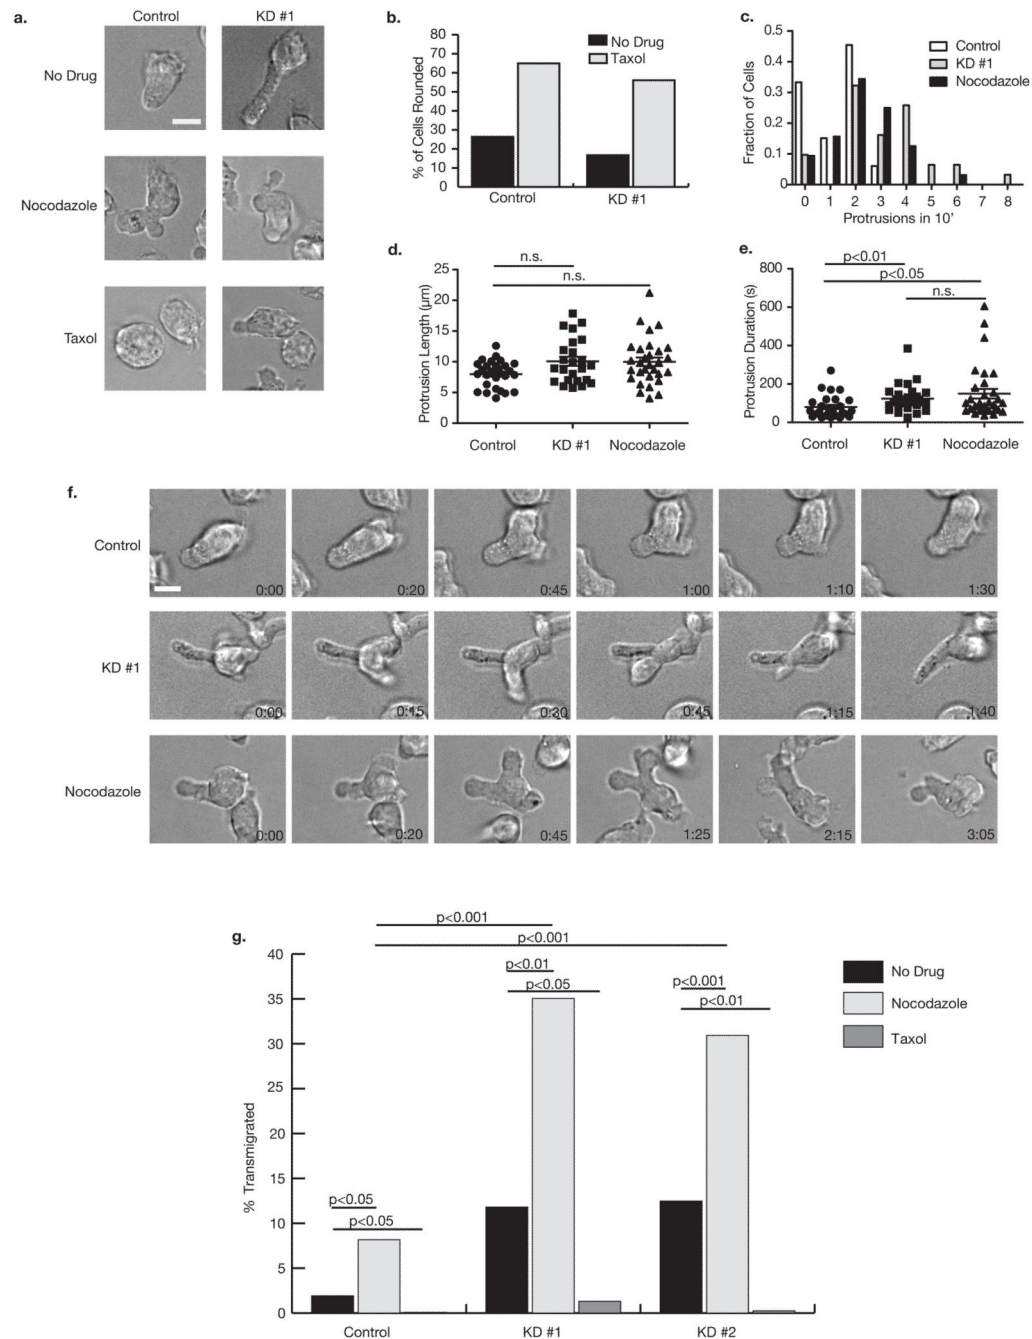 a.
Control KD #1
No Drug
Nocodazole
Taxol
b.
80
70
60
50
40
30
20
10
0
% of Cells Rounded
No Drug
Taxol
Control KD #1
c.
0.5
0.4
0.3
0.2
0.1
0
Fraction of Cells
Control
KD #1
Nocodazole
0 1 2 3 4 5 6 7 8
Protrusions in 10'
d.
n.s.
n.s.
25
20
15
10
5
0
Protrusion Length (µm)
Control KD #1 Nocodazole
e.
p<0.01
p<0.05
n.s.
800
600
400
200
0
Protrusion Duration (s)
Control KD #1 Nocodazole
f.
Control
0:00 0:20 0:45 1:00 1:10 1:30
KD #1
0:00 0:15 0:30 0:45 1:15 1:40
Nocodazole
0:00 0:20 0:45 1:25 2:15 3:05
g.
p<0.001
p<0.001
p<0.01
p<0.05
p<0.001
p<0.01
p<0.05
p<0.05
40
35
30
25
20
15
10
5
0
% Transmigrated
No Drug
Nocodazole
Taxol
Control KD #1 KD #2